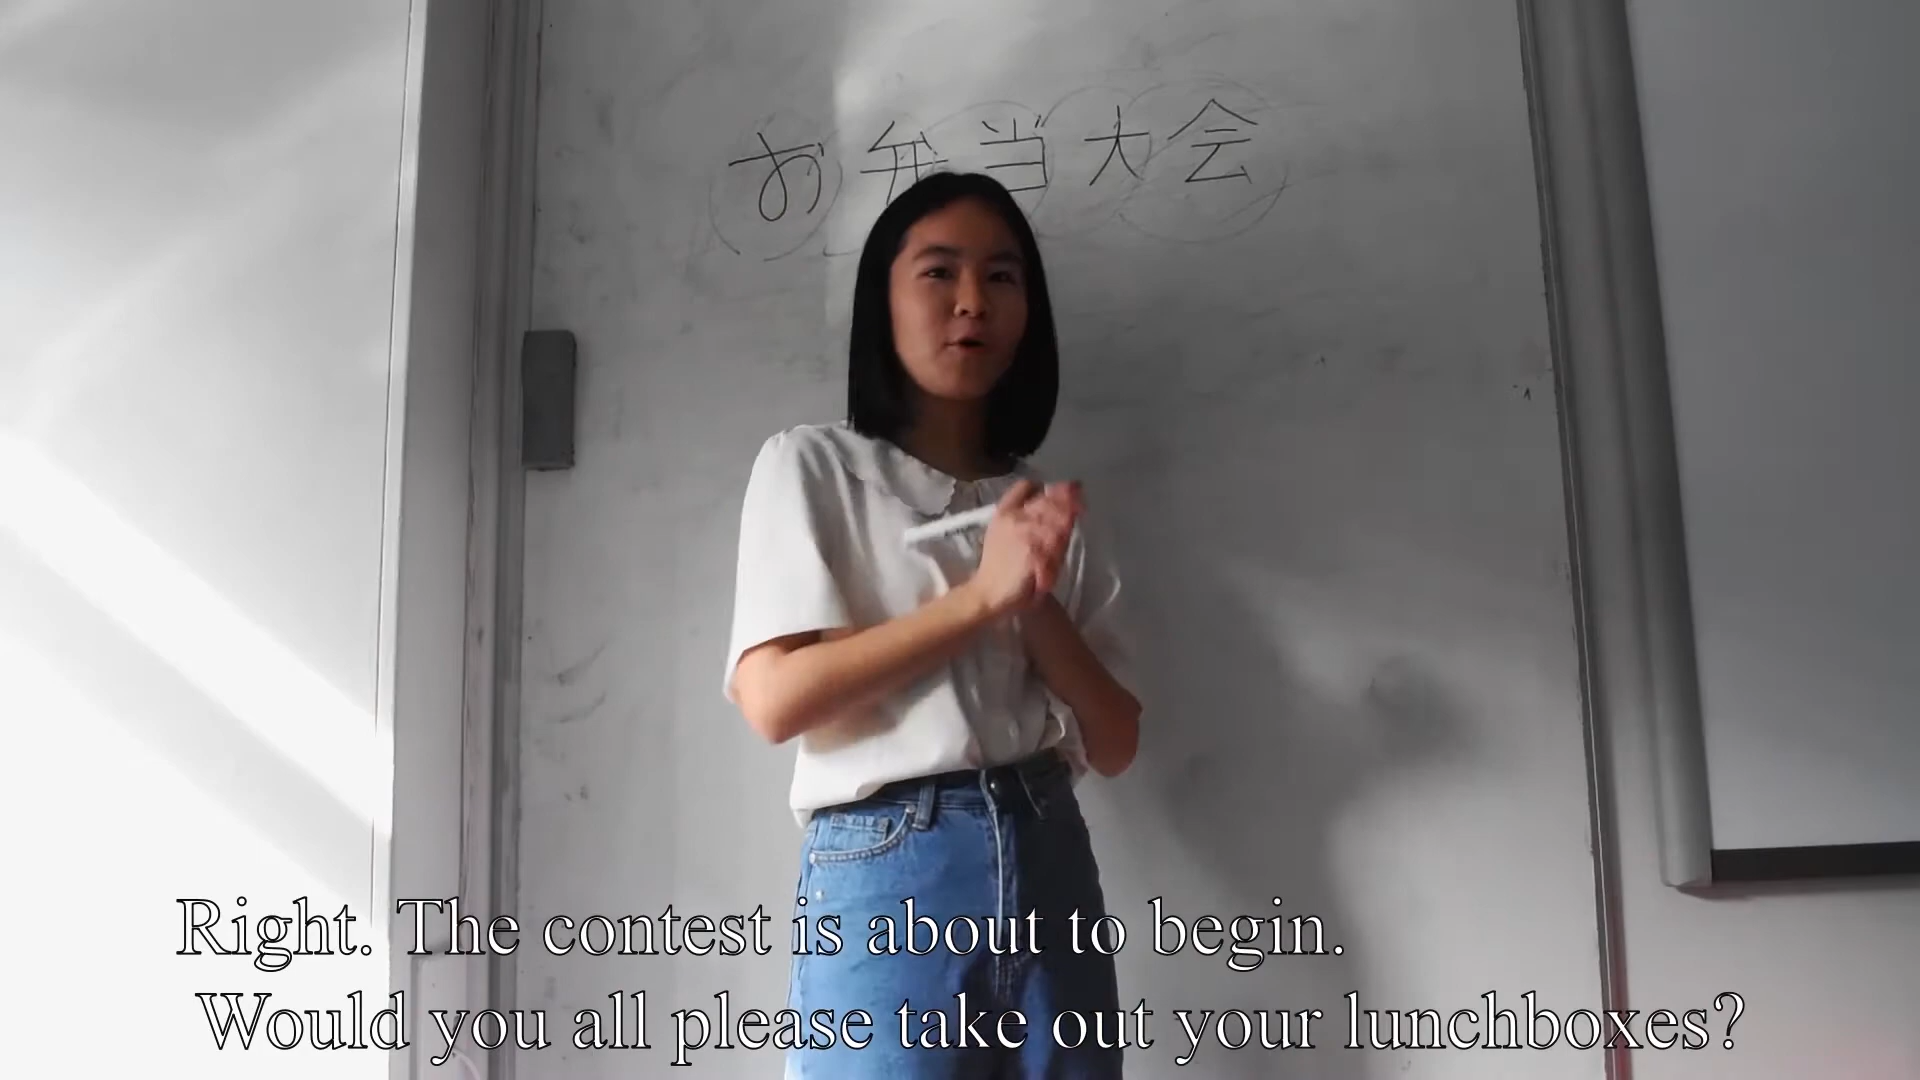 お弁当大会
Right. The contest is about to begin.
Would you all please take out your lunchboxes?